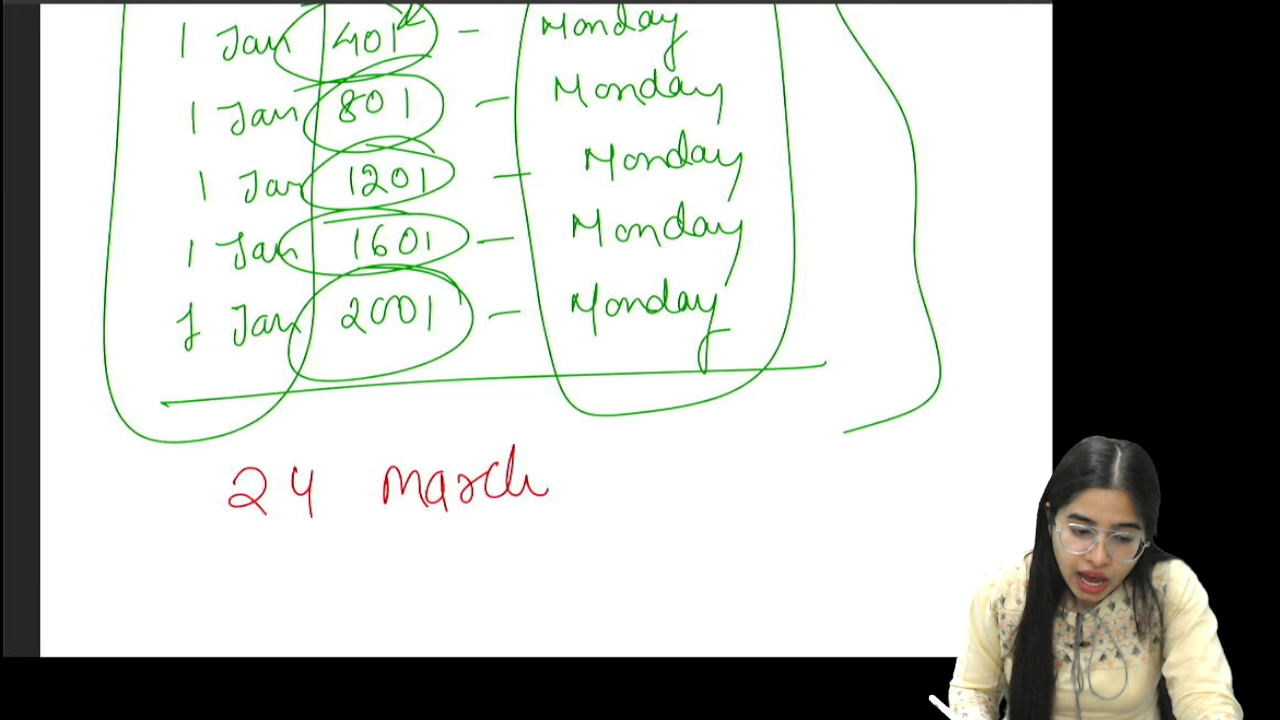 1 Jan 401 - Monday
1 Jan 801 - Monday
1 Jan 1201 - Monday
1 Jan 1601 - Monday
1 Jan 2001 - Monday
24 March